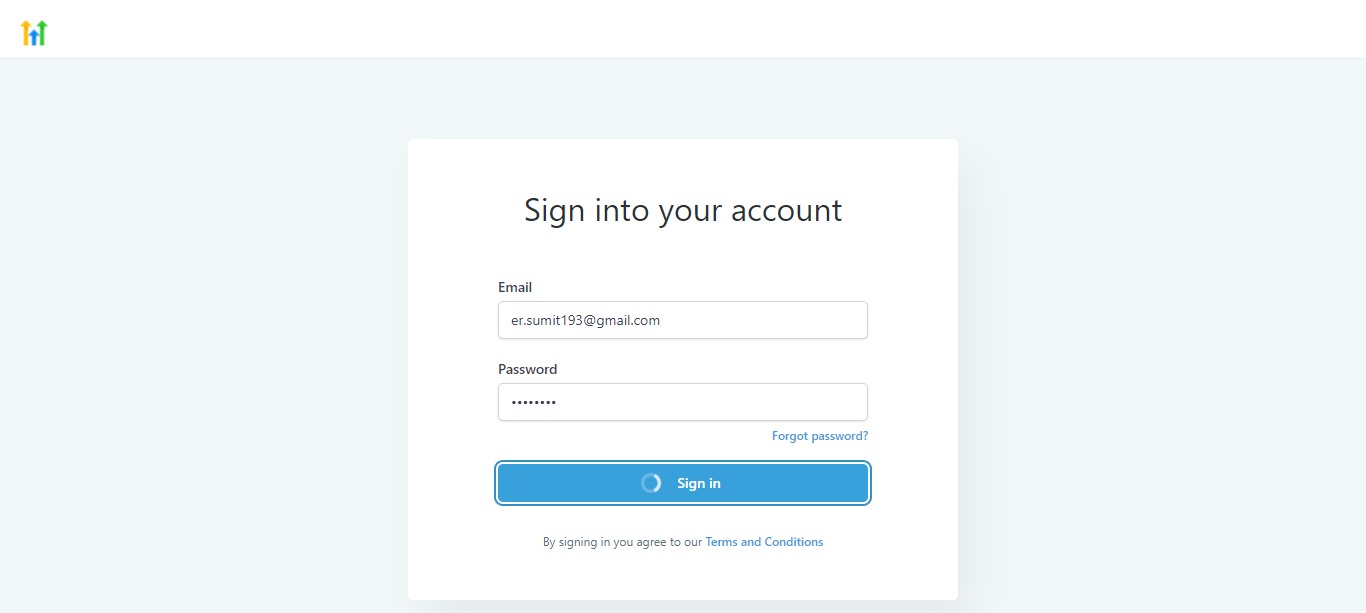 Sign into your account
Email
er.sumit193@gmail.com
Password
••••••••
Forgot password?
Sign in
By signing in you agree to our Terms and Conditions